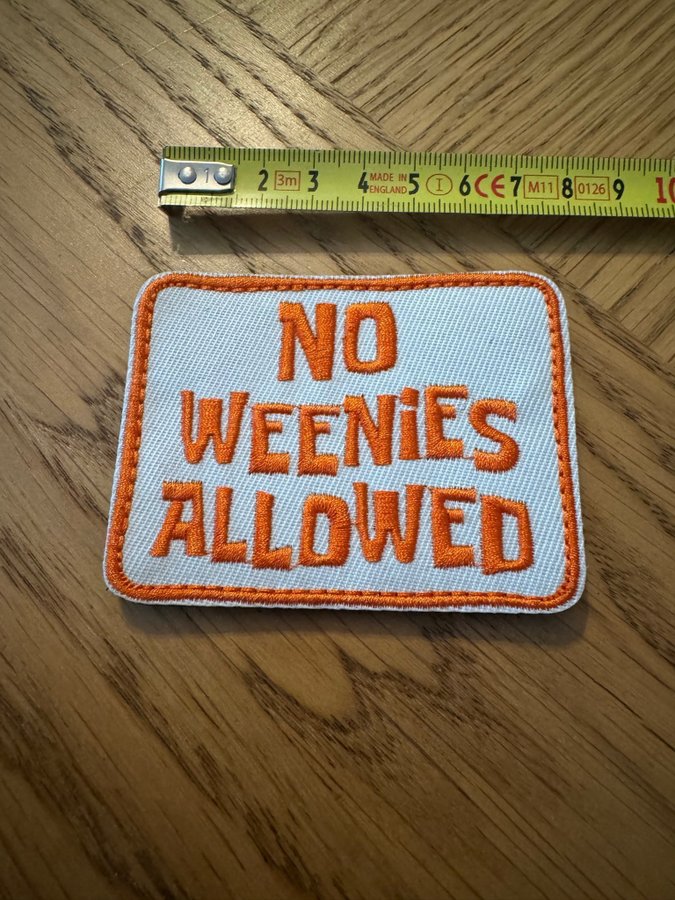 1 2 3m 3 4 MADE IN ENGLAND 5 I 6 CE 7 M11 8 0126 9 10
NO
WEENiES
ALLOWED